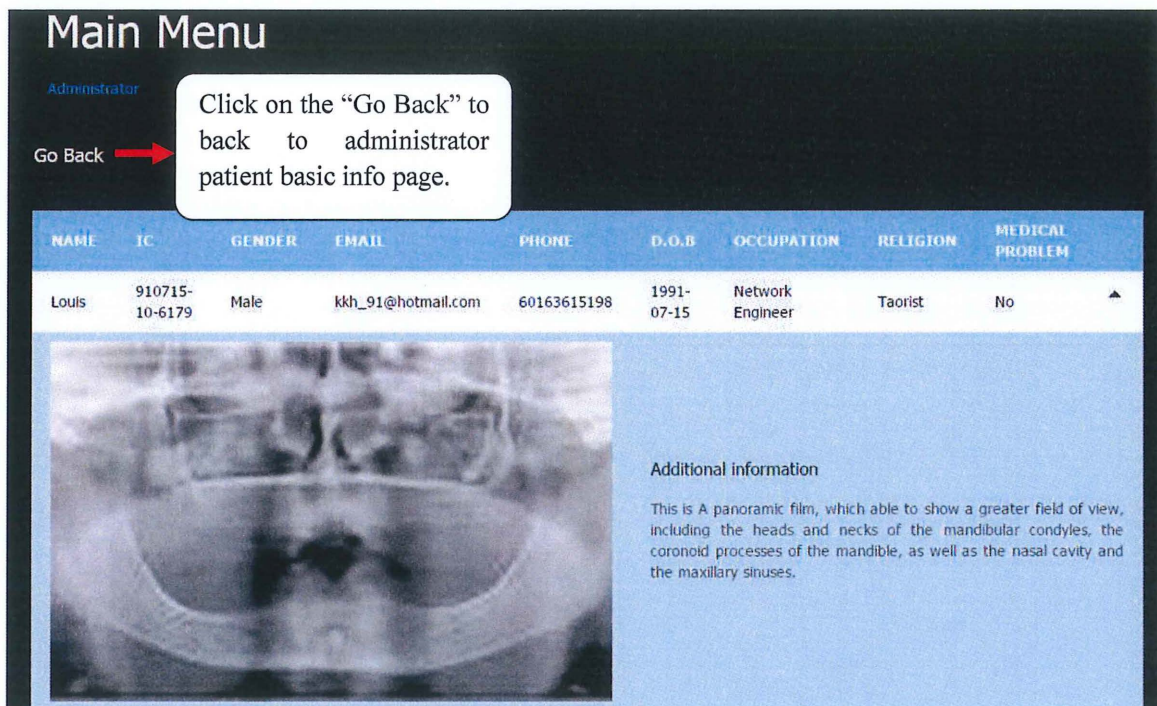 Main Menu
Administrator
Click on the “Go Back” to
back to administrator
patient basic info page.
Go Back
NAME IC GENDER EMAIL PHONE D.O.B OCCUPATION RELIGION MEDICAL
PROBLEM
Louis 910715-
10-6179 Male kkh_91@hotmail.com 60163615198 1991-
07-15 Network
Engineer Taorist No
Additional information
This is A panoramic film, which able to show a greater field of view,
including the heads and necks of the mandibular condyles, the
coronoid processes of the mandible, as well as the nasal cavity and
the maxillary sinuses.